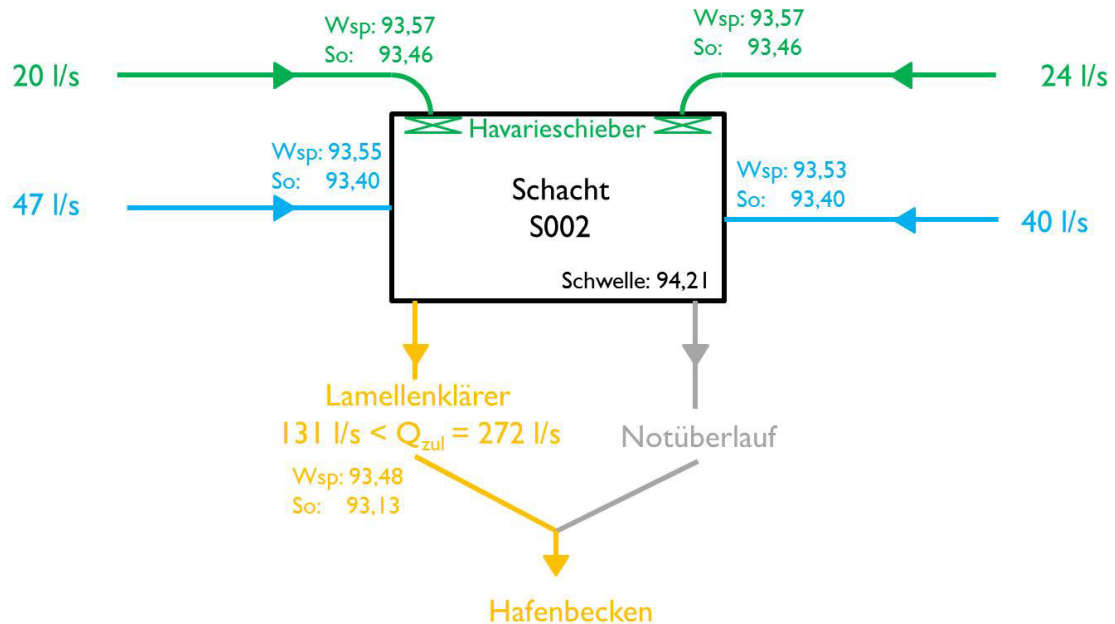 Wsp: 93,57
So: 93,46
Wsp: 93,57
So: 93,46
20 l/s
24 l/s
Havarieschieber
Wsp: 93,55
So: 93,40
Wsp: 93,53
So: 93,40
47 l/s
40 l/s
Schacht
S002
Schwelle: 94,21
Lamellenklärer
131 l/s < Qzul = 272 l/s
Notüberlauf
Wsp: 93,48
So: 93,13
Hafenbecken